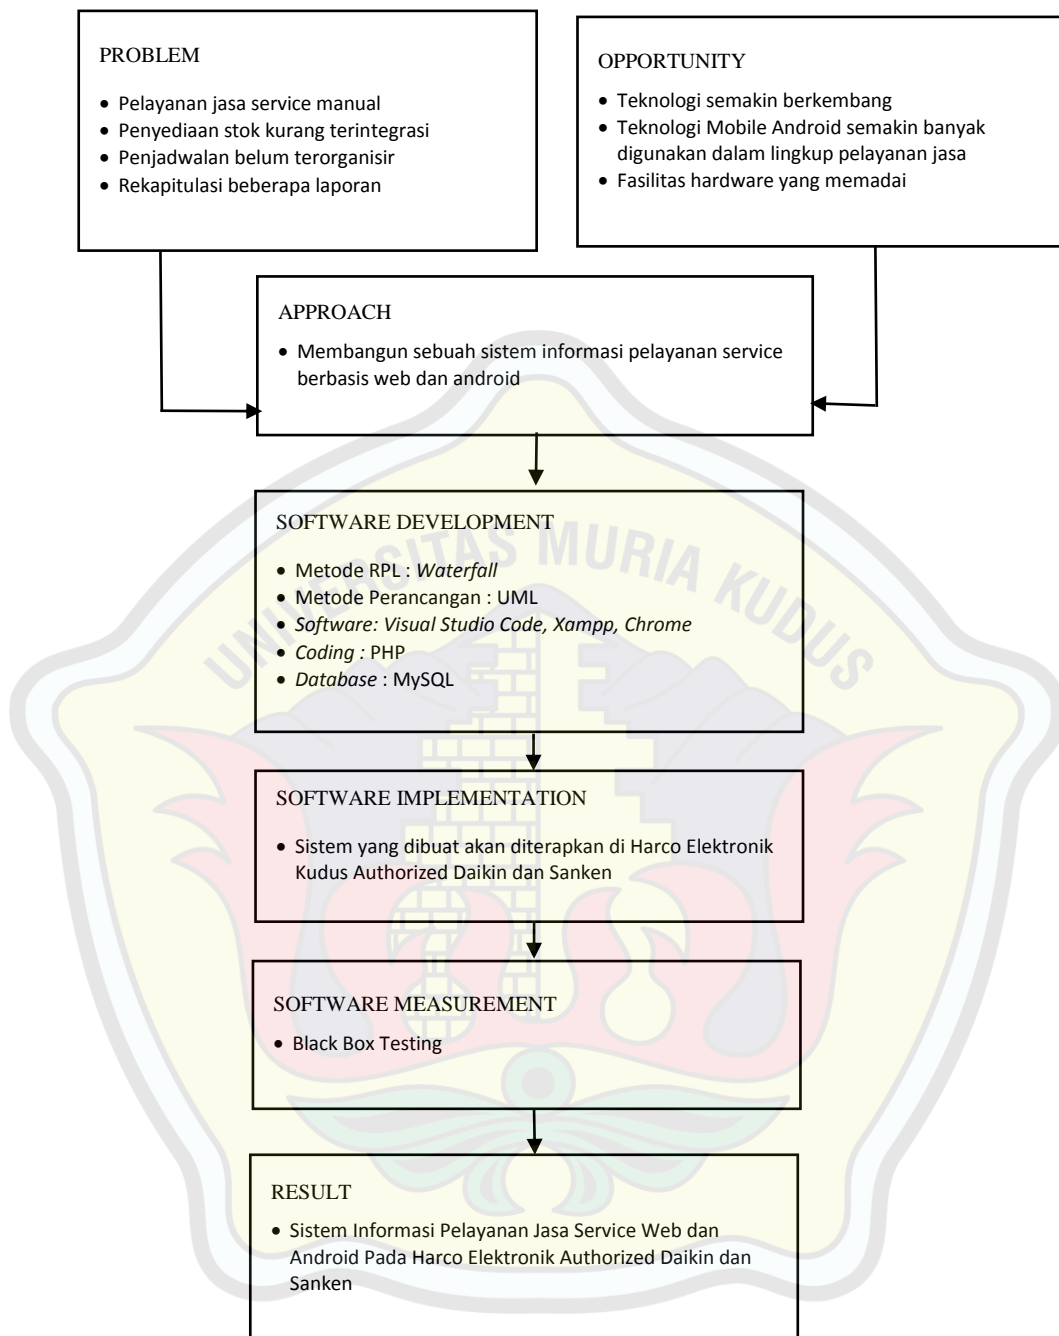 PROBLEM
• Pelayanan jasa service manual
• Penyediaan stok kurang terintegrasi
• Penjadwalan belum terorganisir
• Rekapitulasi beberapa laporan
OPPORTUNITY
• Teknologi semakin berkembang
• Teknologi Mobile Android semakin banyak
digunakan dalam lingkup pelayanan jasa
• Fasilitas hardware yang memadai
APPROACH
• Membangun sebuah sistem informasi pelayanan service
berbasis web dan android
SOFTWARE DEVELOPMENT
• Metode RPL : Waterfall
• Metode Perancangan : UML
• Software: Visual Studio Code, Xampp, Chrome
• Coding : PHP
• Database : MySQL
UNIVERSITAS MURIA KUDUS
SOFTWARE IMPLEMENTATION
• Sistem yang dibuat akan diterapkan di Harco Elektronik
Kudus Authorized Daikin dan Sanken
SOFTWARE MEASUREMENT
• Black Box Testing
RESULT
• Sistem Informasi Pelayanan Jasa Service Web dan
Android Pada Harco Elektronik Authorized Daikin dan
Sanken